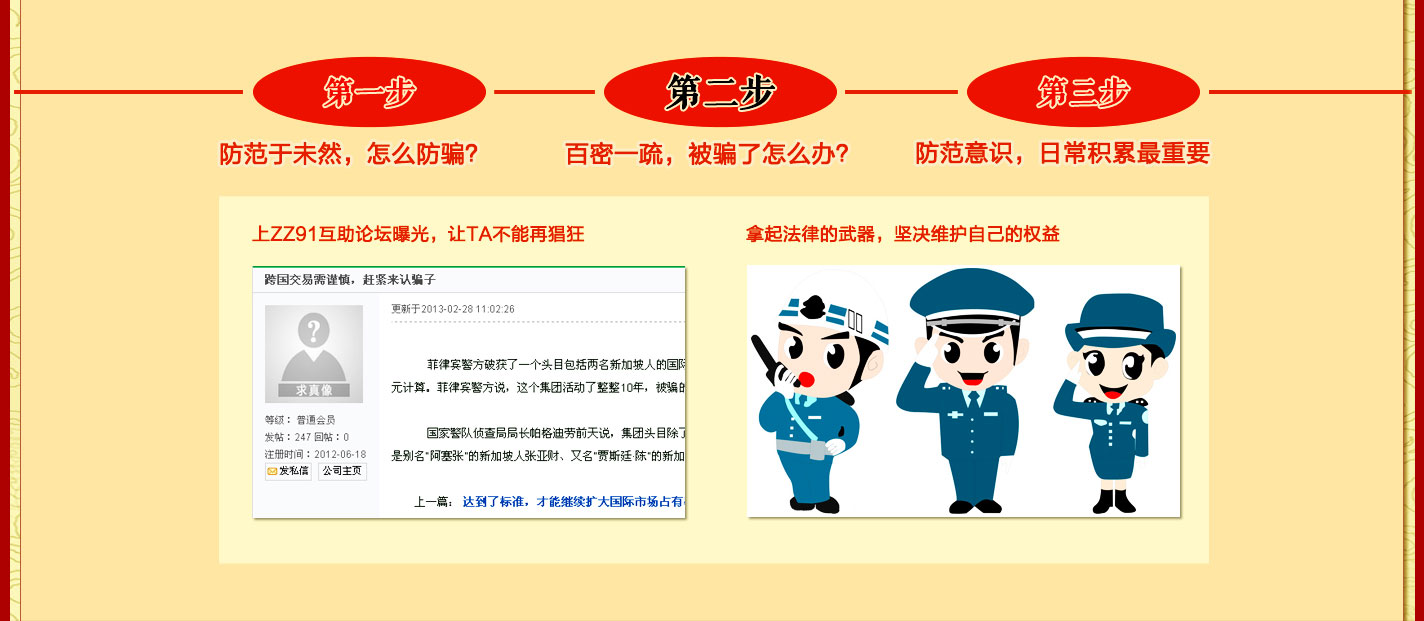 第一步
第二步
第三步
防范于未然，怎么防骗？
百密一疏，被骗了怎么办？
防范意识，日常积累最重要
上ZZ91互助论坛曝光，让TA不能再猖狂
拿起法律的武器，坚决维护自己的权益
跨国交易需谨慎，赶紧来认骗子
更新于2013-02-28 11:02:26
求真像
菲律宾警方破获了一个头目包括两名新加坡人的国际
元计算。菲律宾警方说，这个集团活动了整整10年，被骗的
等级： 普通会员
发帖：247 回帖：0
注册时间：2012-06-18
发私信 公司主页
国家警队侦查局局长帕格迪劳前天说，集团头目除了
是别名"阿塞张"的新加坡人张亚财、又名"贾斯廷·陈"的新加
上一篇： 达到了标准，才能继续扩大国际市场占有